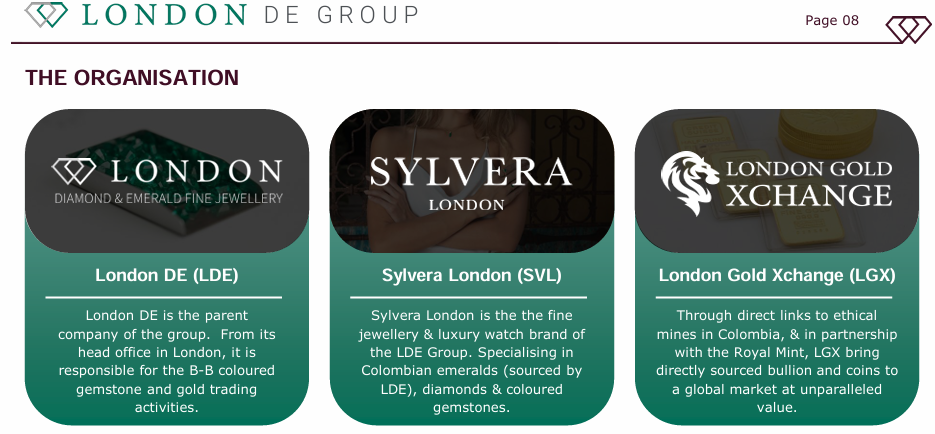 LONDON DE GROUP
Page 08
THE ORGANISATION
LONDON
DIAMOND & EMERALD FINE JEWELLERY
London DE (LDE)
London DE is the parent
company of the group. From its
head office in London, it is
responsible for the B-B coloured
gemstone and gold trading
activities.
SYLVERA
LONDON
Sylvera London (SVL)
Sylvera London is the the fine
jewellery & luxury watch brand of
the LDE Group. Specialising in
Colombian emeralds (sourced by
LDE), diamonds & coloured
gemstones.
LONDON GOLD
XCHANGE
London Gold Xchange (LGX)
Through direct links to ethical
mines in Colombia, & in partnership
with the Royal Mint, LGX bring
directly sourced bullion and coins to
a global market at unparalleled
value.